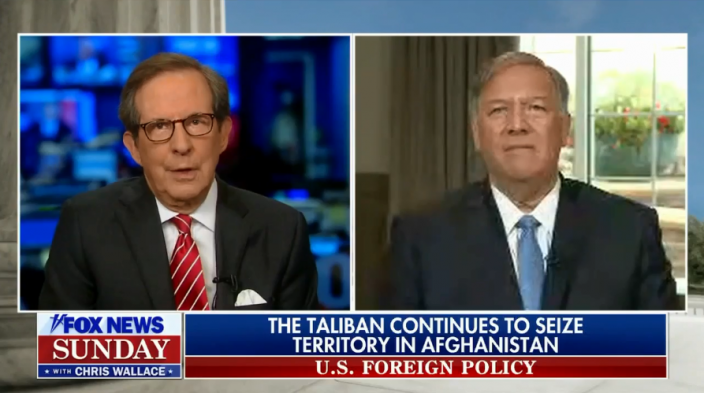 FOX NEWS
SUNDAY
WITH CHRIS WALLACE
THE TALIBAN CONTINUES TO SEIZE
TERRITORY IN AFGHANISTAN
U.S. FOREIGN POLICY